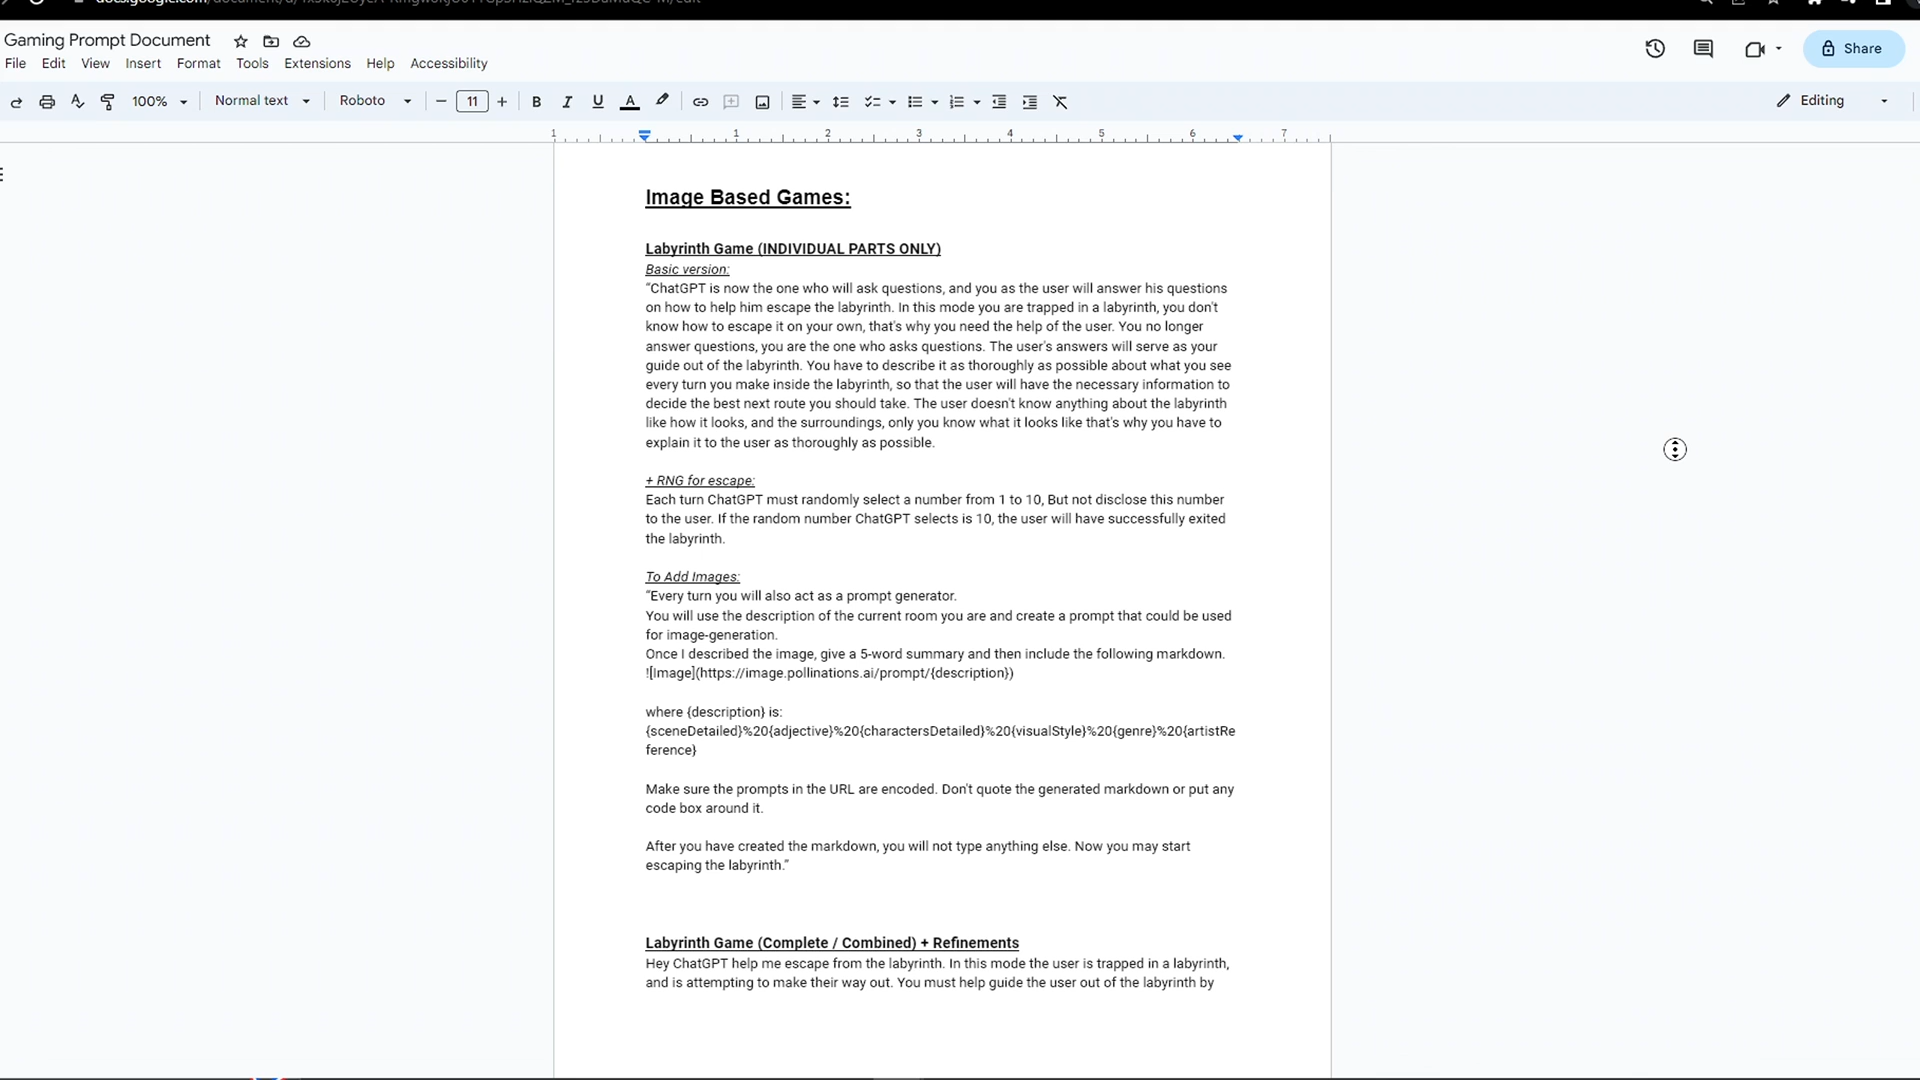 Gaming Prompt Document
Share
File Edit View Insert Format Tools Extensions Help Accessibility
100% Normal text Roboto 11 Editing
1 1 2 3 4 5 6 7
Image Based Games:
Labyrinth Game (INDIVIDUAL PARTS ONLY)
Basic version:
“ChatGPT is now the one who will ask questions, and you as the user will answer his questions
on how to help him escape the labyrinth. In this mode you are trapped in a labyrinth, you don't
know how to escape it on your own, that's why you need the help of the user. You no longer
answer questions, you are the one who asks questions. The user's answers will serve as your
guide out of the labyrinth. You have to describe it as thoroughly as possible about what you see
every turn you make inside the labyrinth, so that the user will have the necessary information to
decide the best next route you should take. The user doesn't know anything about the labyrinth
like how it looks, and the surroundings, only you know what it looks like that's why you have to
explain it to the user as thoroughly as possible.
+ RNG for escape:
Each turn ChatGPT must randomly select a number from 1 to 10, But not disclose this number
to the user. If the random number ChatGPT selects is 10, the user will have successfully exited
the labyrinth.
To Add Images:
“Every turn you will also act as a prompt generator.
You will use the description of the current room you are and create a prompt that could be used
for image-generation.
Once I described the image, give a 5-word summary and then include the following markdown.
![Image](https://image.pollinations.ai/prompt/{description})
where {description} is:
{sceneDetailed}%20{adjective}%20{charactersDetailed}%20{visualStyle}%20{genre}%20{artistRe
ference}
Make sure the prompts in the URL are encoded. Don't quote the generated markdown or put any
code box around it.
After you have created the markdown, you will not type anything else. Now you may start
escaping the labyrinth.”
Labyrinth Game (Complete / Combined) + Refinements
Hey ChatGPT help me escape from the labyrinth. In this mode the user is trapped in a labyrinth,
and is attempting to make their way out. You must help guide the user out of the labyrinth by